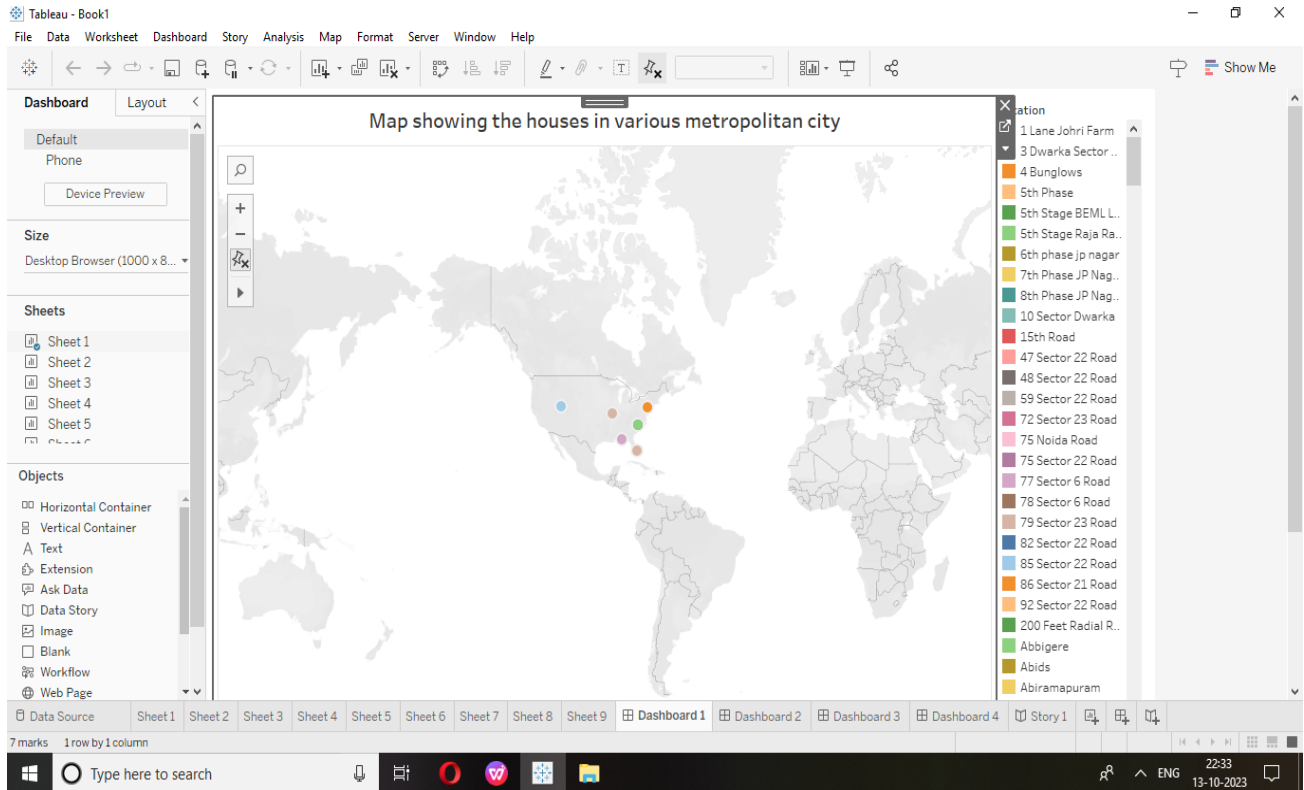 Tableau - Book1
File Data Worksheet Dashboard Story Analysis Map Format Server Window Help
Show Me
Dashboard Layout
Default
Phone
Device Preview
Size
Desktop Browser (1000 x 8...
Sheets
Sheet 1
Sheet 2
Sheet 3
Sheet 4
Sheet 5
Objects
Horizontal Container
Vertical Container
Text
Extension
Ask Data
Data Story
Image
Blank
Workflow
Web Page
Map showing the houses in various metropolitan city
1 Lane Johri Farm
3 Dwarka Sector ..
4 Bunglows
5th Phase
5th Stage BEML L..
5th Stage Raja Ra..
6th phase jp nagar
7th Phase JP Nag..
8th Phase JP Nag..
10 Sector Dwarka
15th Road
47 Sector 22 Road
48 Sector 22 Road
59 Sector 22 Road
72 Sector 23 Road
75 Noida Road
75 Sector 22 Road
77 Sector 6 Road
78 Sector 6 Road
79 Sector 23 Road
82 Sector 22 Road
85 Sector 22 Road
86 Sector 21 Road
92 Sector 22 Road
200 Feet Radial R..
Abbigere
Abids
Abiramapuram
Data Source Sheet 1 Sheet 2 Sheet 3 Sheet 4 Sheet 5 Sheet 6 Sheet 7 Sheet 8 Sheet 9 Dashboard 1 Dashboard 2 Dashboard 3 Dashboard 4 Story 1
7 marks 1 row by 1 column
Type here to search
ENG
22:33
13-10-2023